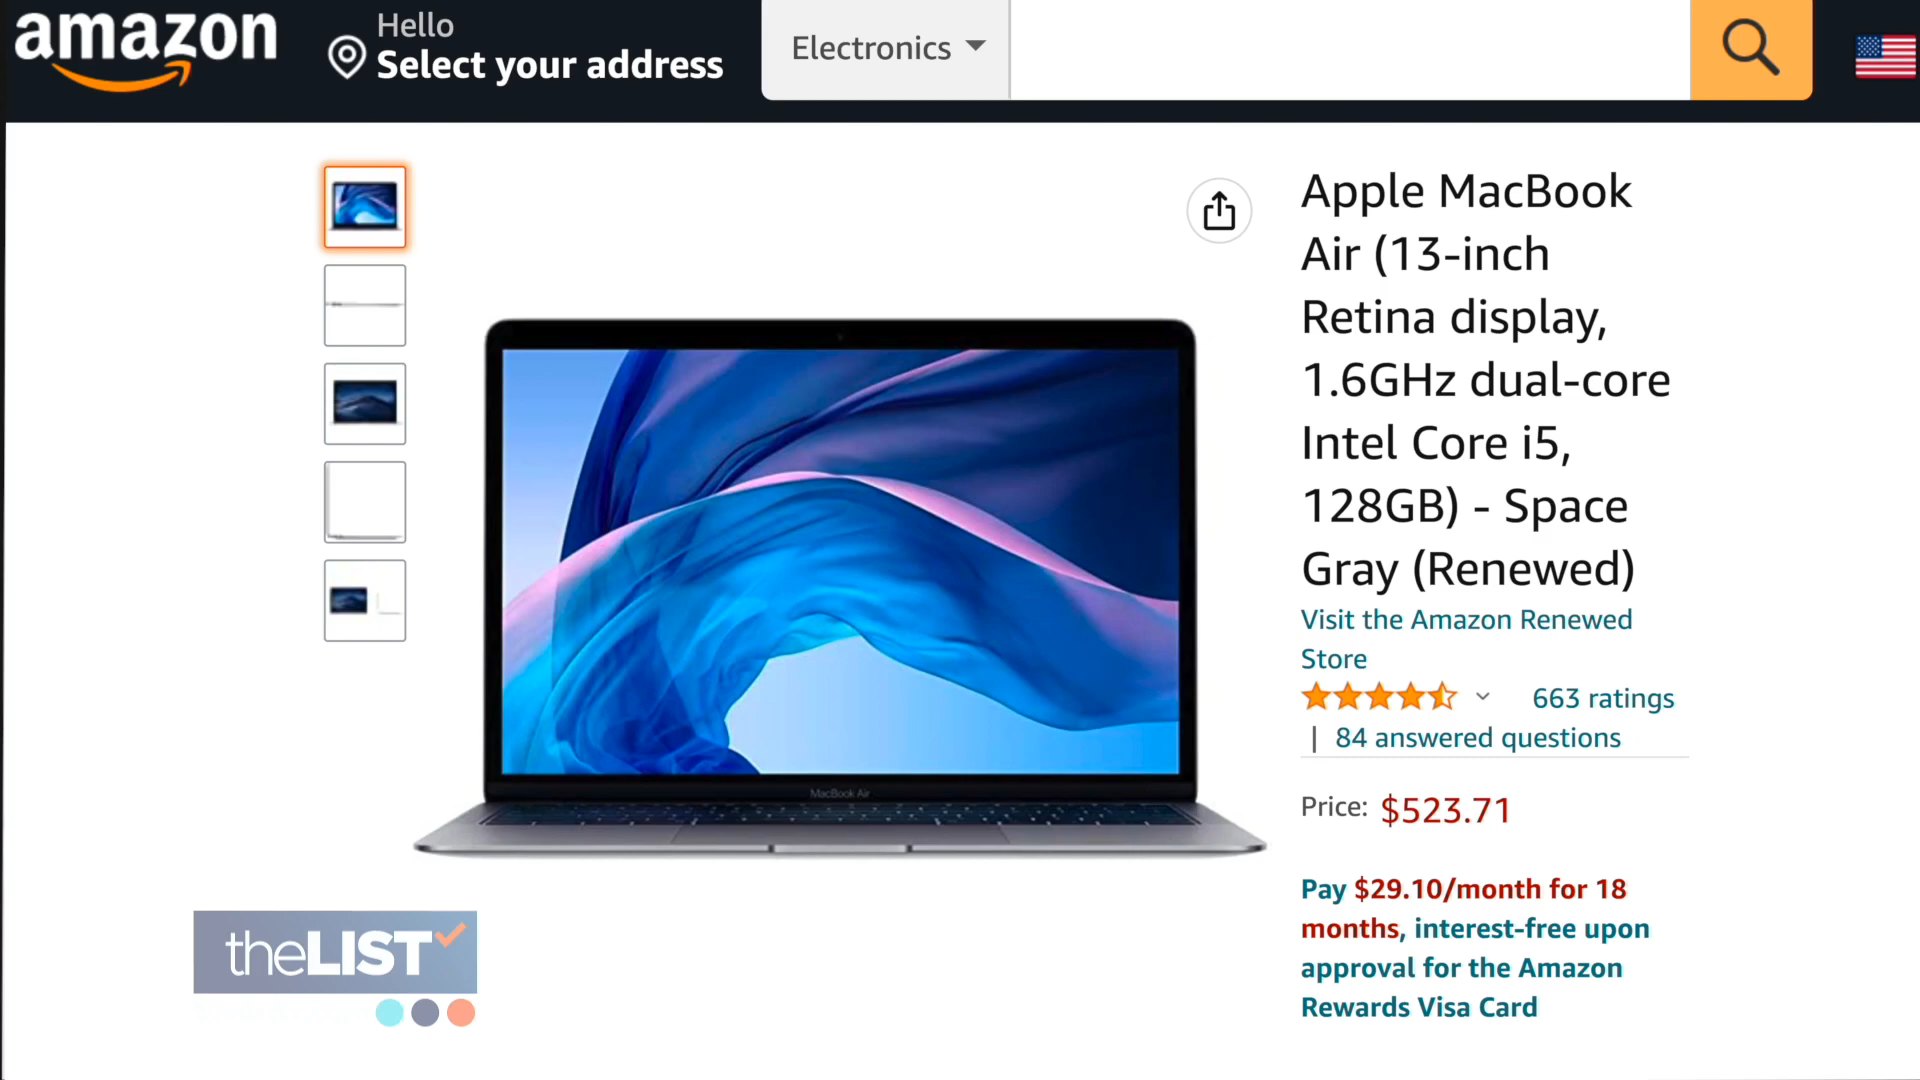 amazon
Hello
Select your address
Electronics
Apple MacBook
Air (13-inch
Retina display,
1.6GHz dual-core
Intel Core i5,
128GB) - Space
Gray (Renewed)
Visit the Amazon Renewed
Store
663 ratings
| 84 answered questions
Price: $523.71
Pay $29.10/month for 18
months, interest-free upon
approval for the Amazon
Rewards Visa Card
MacBook Air
theLIST